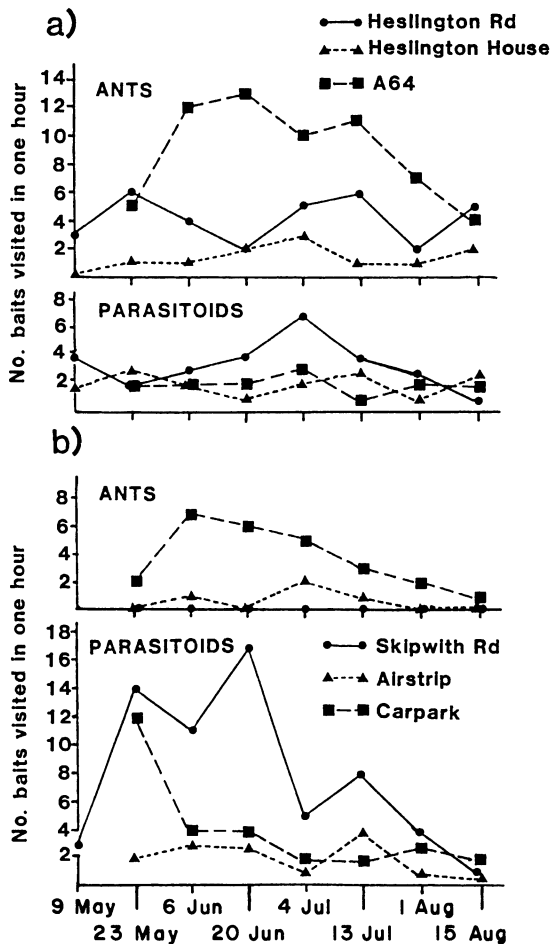 a)
Heslington Rd
Heslington House
A64
ANTS
14
12
10
8
6
4
2
No. baits visited in one hour
PARASITOIDS
8
6
4
2
b)
ANTS
8
6
4
2
No. baits visited in one hour
PARASITOIDS
18
16
14
12
10
8
6
4
2
Skipwith Rd
Airstrip
Carpark
9 May 6 Jun 4 Jul 1 Aug
23 May 20 Jun 13 Jul 15 Aug